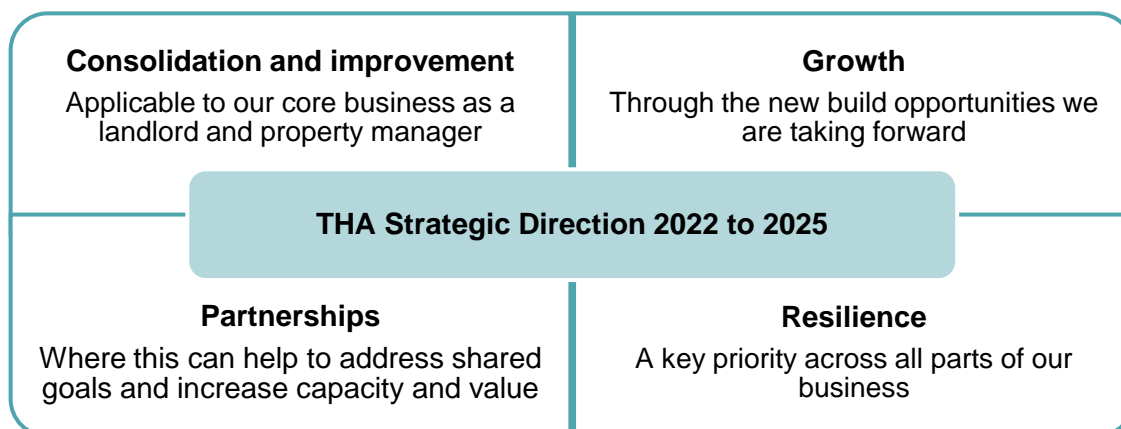 Consolidation and improvement
Applicable to our core business as a
landlord and property manager
Growth
Through the new build opportunities we
are taking forward
THA Strategic Direction 2022 to 2025
Partnerships
Where this can help to address shared
goals and increase capacity and value
Resilience
A key priority across all parts of our
business